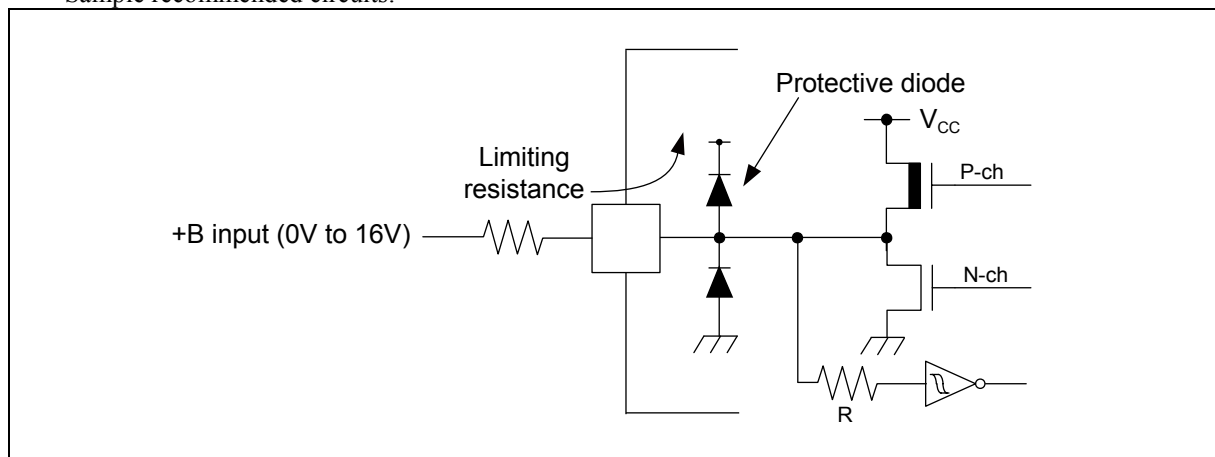 Sample recommended circuits:
Protective diode
VCC
Limiting
resistance
P-ch
+B input (0V to 16V)
N-ch
R